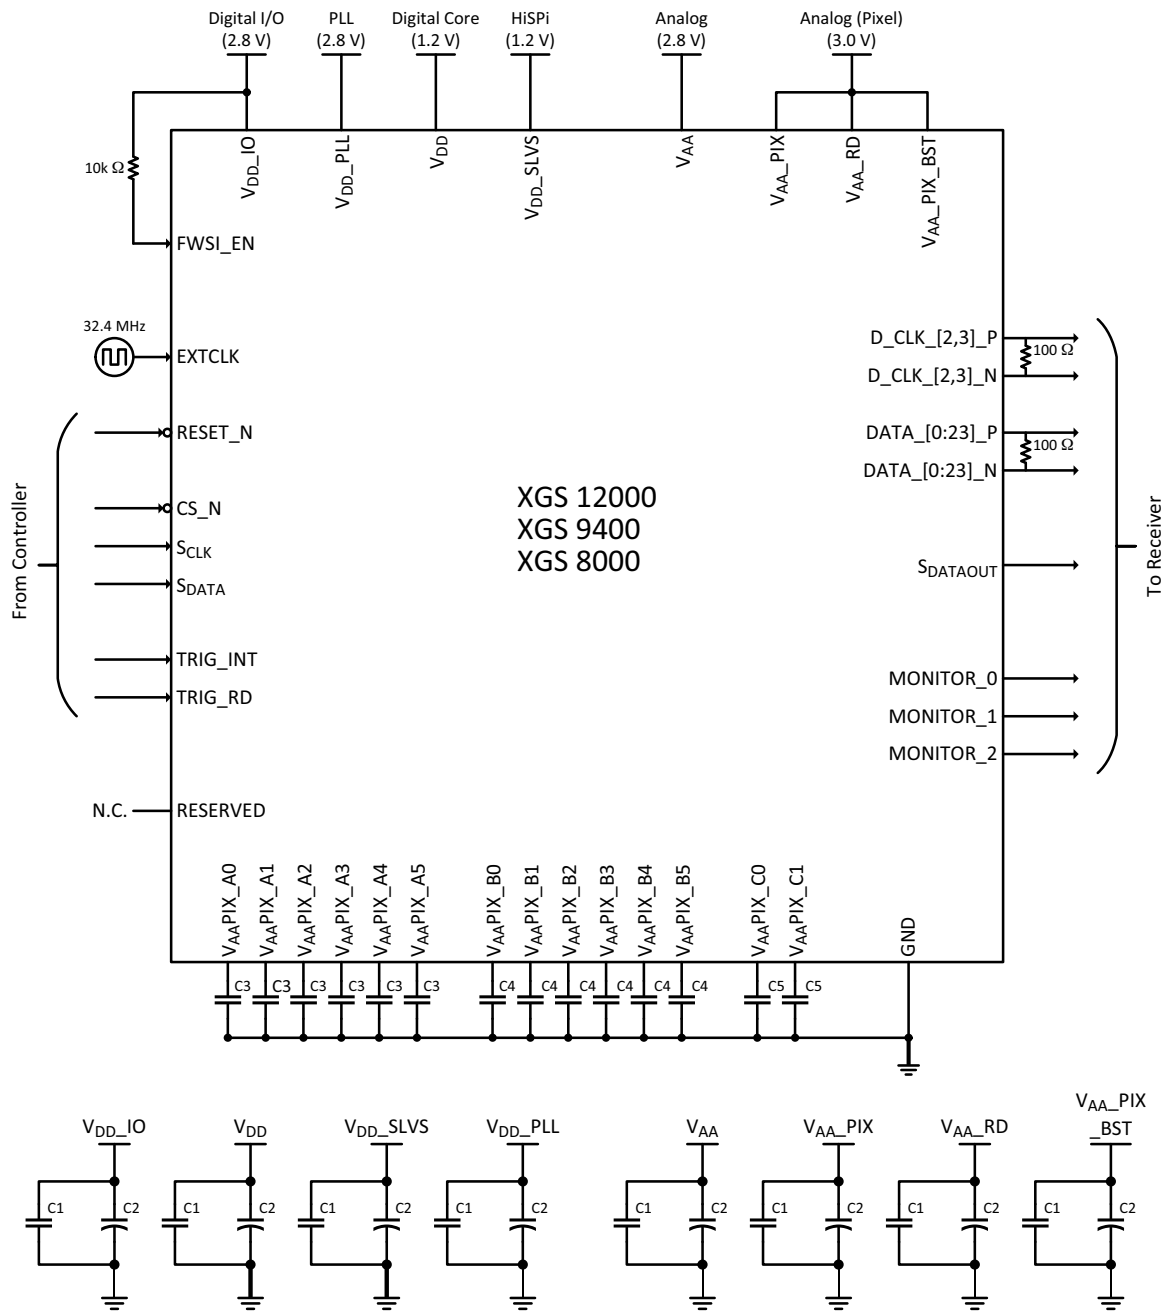 Digital I/O
(2.8 V)
PLL
(2.8 V)
Digital Core
(1.2 V)
HiSPi
(1.2 V)
Analog
(2.8 V)
Analog (Pixel)
(3.0 V)
10k Ω
VDD_IO
VDD_PLL
VDD
VDD_SLVS
VAA
VAA_PIX
VAA_RD
VAA_PIX_BST
FWSI_EN
32.4 MHz
EXTCLK
From Controller
RESET_N
CS_N
SCLK
SDATA
TRIG_INT
TRIG_RD
N.C.
RESERVED
XGS 12000
XGS 9400
XGS 8000
D_CLK_[2,3]_P
100 Ω
D_CLK_[2,3]_N
DATA_[0:23]_P
100 Ω
DATA_[0:23]_N
SDATAOUT
MONITOR_0
MONITOR_1
MONITOR_2
To Receiver
VAAPIX_A0
VAAPIX_A1
VAAPIX_A2
VAAPIX_A3
VAAPIX_A4
VAAPIX_A5
VAAPIX_B0
VAAPIX_B1
VAAPIX_B2
VAAPIX_B3
VAAPIX_B4
VAAPIX_B5
VAAPIX_C0
VAAPIX_C1
GND
C3
C3
C3
C3
C3
C3
C4
C4
C4
C4
C4
C4
C5
C5
VDD_IO
C1
C2
VDD
C1
C2
VDD_SLVS
C1
C2
VDD_PLL
C1
C2
VAA
C1
C2
VAA_PIX
C1
C2
VAA_RD
C1
C2
VAA_PIX
_BST
C1
C2